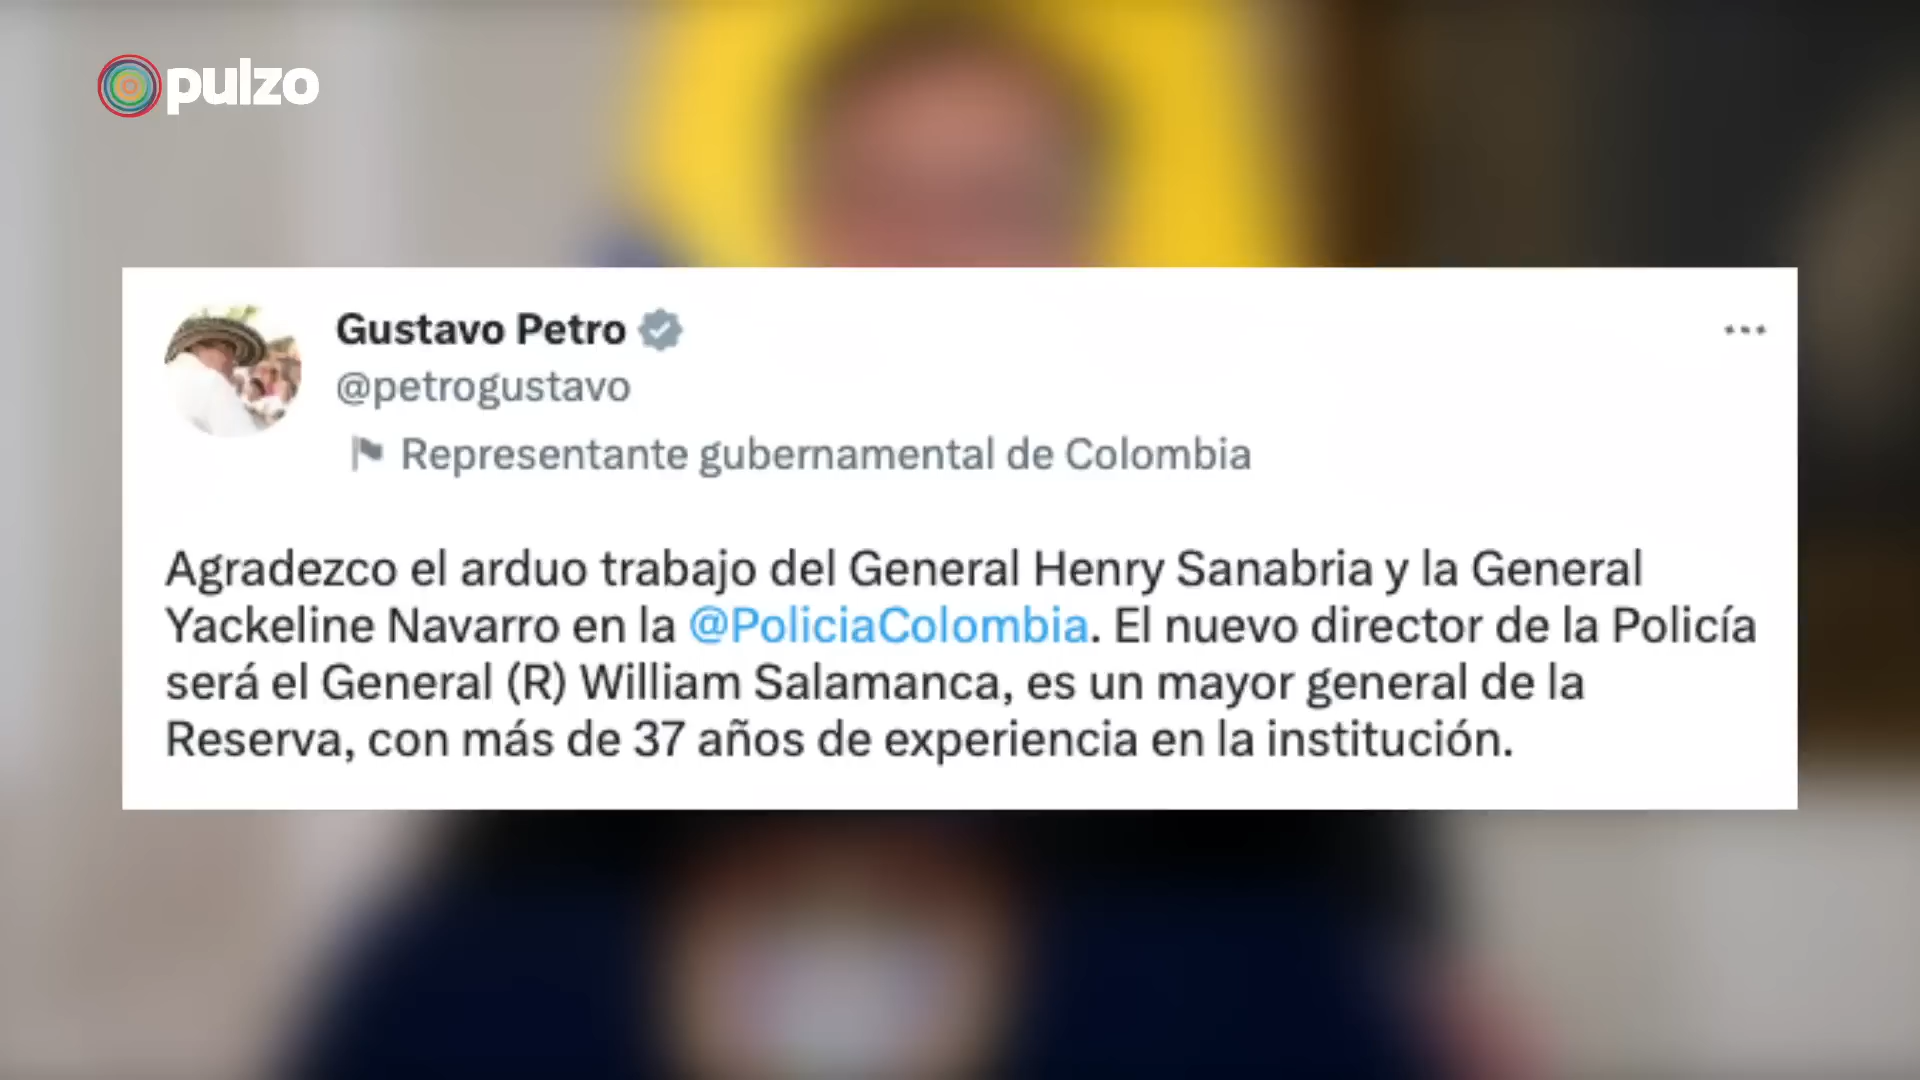 pulzo
Gustavo Petro
@petrogustavo
Representante gubernamental de Colombia
Agradezco el arduo trabajo del General Henry Sanabria y la General
Yackeline Navarro en la @PoliciaColombia. El nuevo director de la Policía
será el General (R) William Salamanca, es un mayor general de la
Reserva, con más de 37 años de experiencia en la institución.